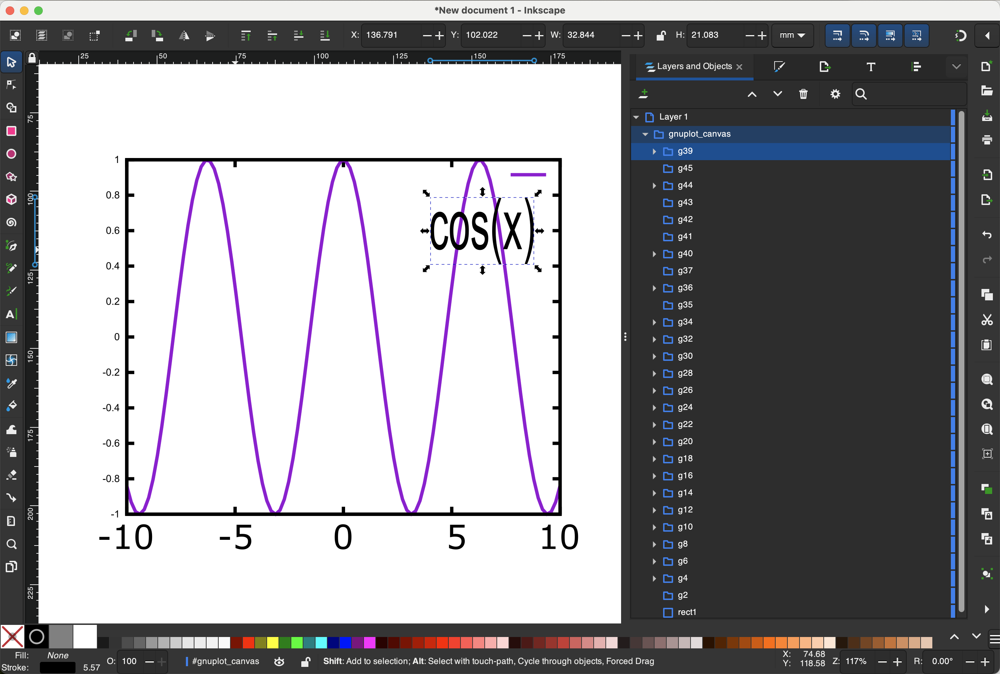 *New document 1 - Inkscape
X: 136.791 Y: 102.022 W: 32.844 H: 21.083 mm
25 50 75 100 125 150 175
Layers and Objects
Layer 1
gnuplot_canvas
g39
g45
g44
g43
g42
g41
g40
g37
g36
g35
g34
g32
g30
g28
g26
g24
g22
g20
g18
g16
g14
g12
g10
g8
g6
g4
g2
rect1
75
100
125
150
175
200
225
1
0.8
0.6
0.4
0.2
0
-0.2
-0.4
-0.6
-0.8
-1
cos(x)
-10 -5 0 5 10
Fill: None
Stroke: 5.57
O: 100
#gnuplot_canvas
Shift: Add to selection; Alt: Select with touch-path, Cycle through objects, Forced Drag
X: 74.68
Y: 118.58
Z: 117%
R: 0.00°